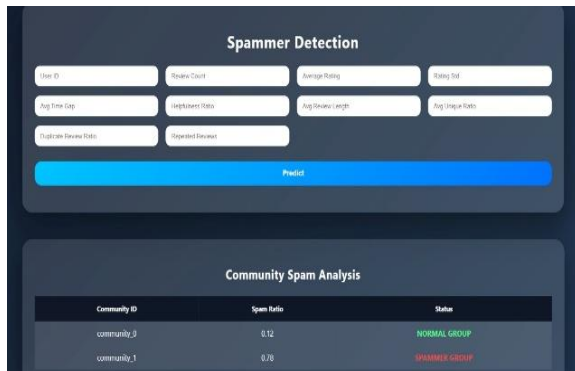 Spammer Detection
User ID
Review Count
Average Rating
Rating Std
Avg Time Gap
Helpfulness Ratio
Avg Review Length
Avg Unique Ratio
Duplicate Review Ratio
Repeated Reviews
Predict
Community Spam Analysis
Community ID Spam Ratio Status
community_0 0.12 NORMAL GROUP
community_1 0.78 SPAMMER GROUP